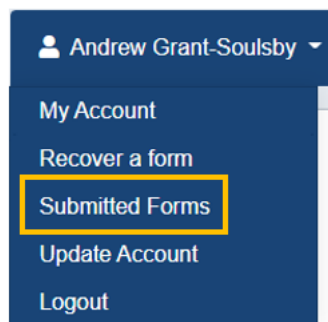 Andrew Grant-Soulsby
My Account
Recover a form
Submitted Forms
Update Account
Logout